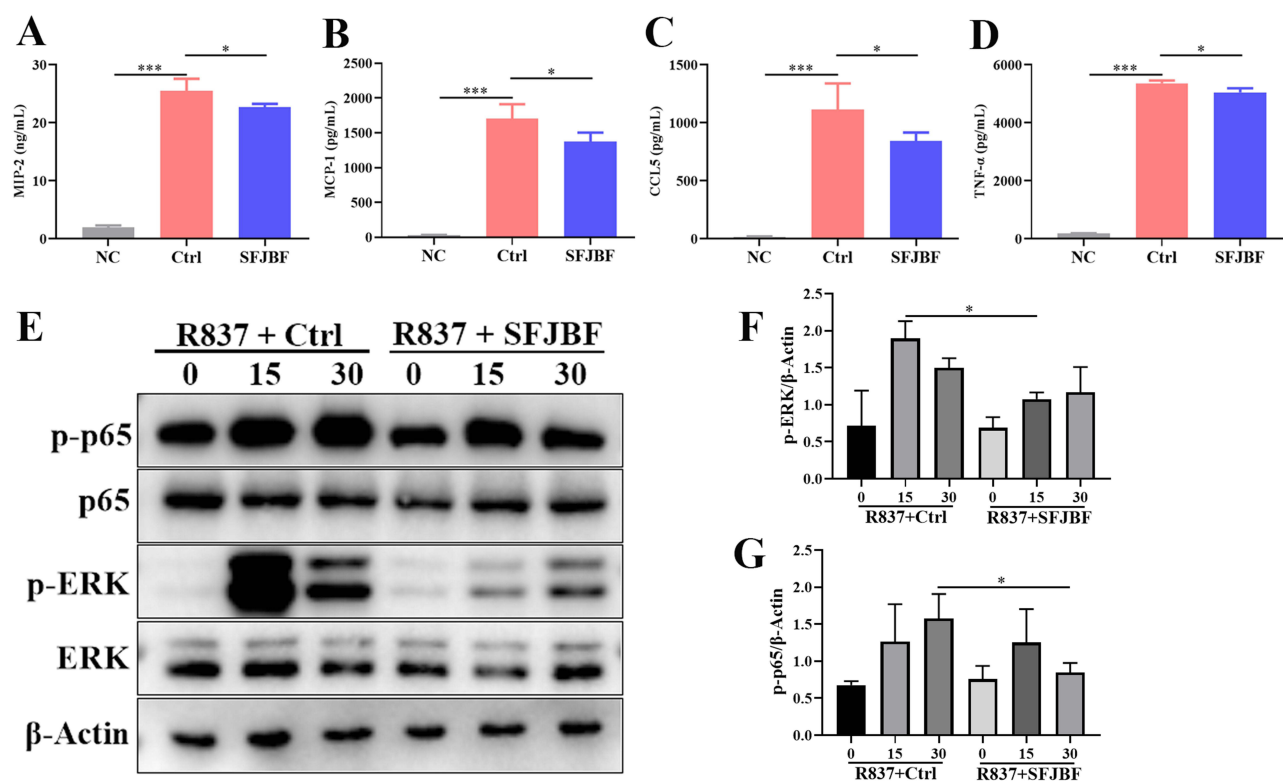 A
MIP-2 (ng/mL)
30
20
10
0
***
*
NC Ctrl SFJBF
B
MCP-1 (pg/mL)
2500
2000
1500
1000
500
0
***
*
NC Ctrl SFJBF
C
CCL5 (pg/mL)
1500
1000
500
0
***
*
NC Ctrl SFJBF
D
TNF-α (pg/mL)
6000
4000
2000
0
***
*
NC Ctrl SFJBF
E
R837 + Ctrl R837 + SFJBF
0 15 30 0 15 30
p-p65
p65
p-ERK
ERK
β-Actin
F
p-ERK/β-Actin
2.5
2.0
1.5
1.0
0.5
0.0
*
0 15 30 0 15 30
R837+Ctrl R837+SFJBF
G
p-p65/β-Actin
2.0
1.5
1.0
0.5
0.0
*
0 15 30 0 15 30
R837+Ctrl R837+SFJBF